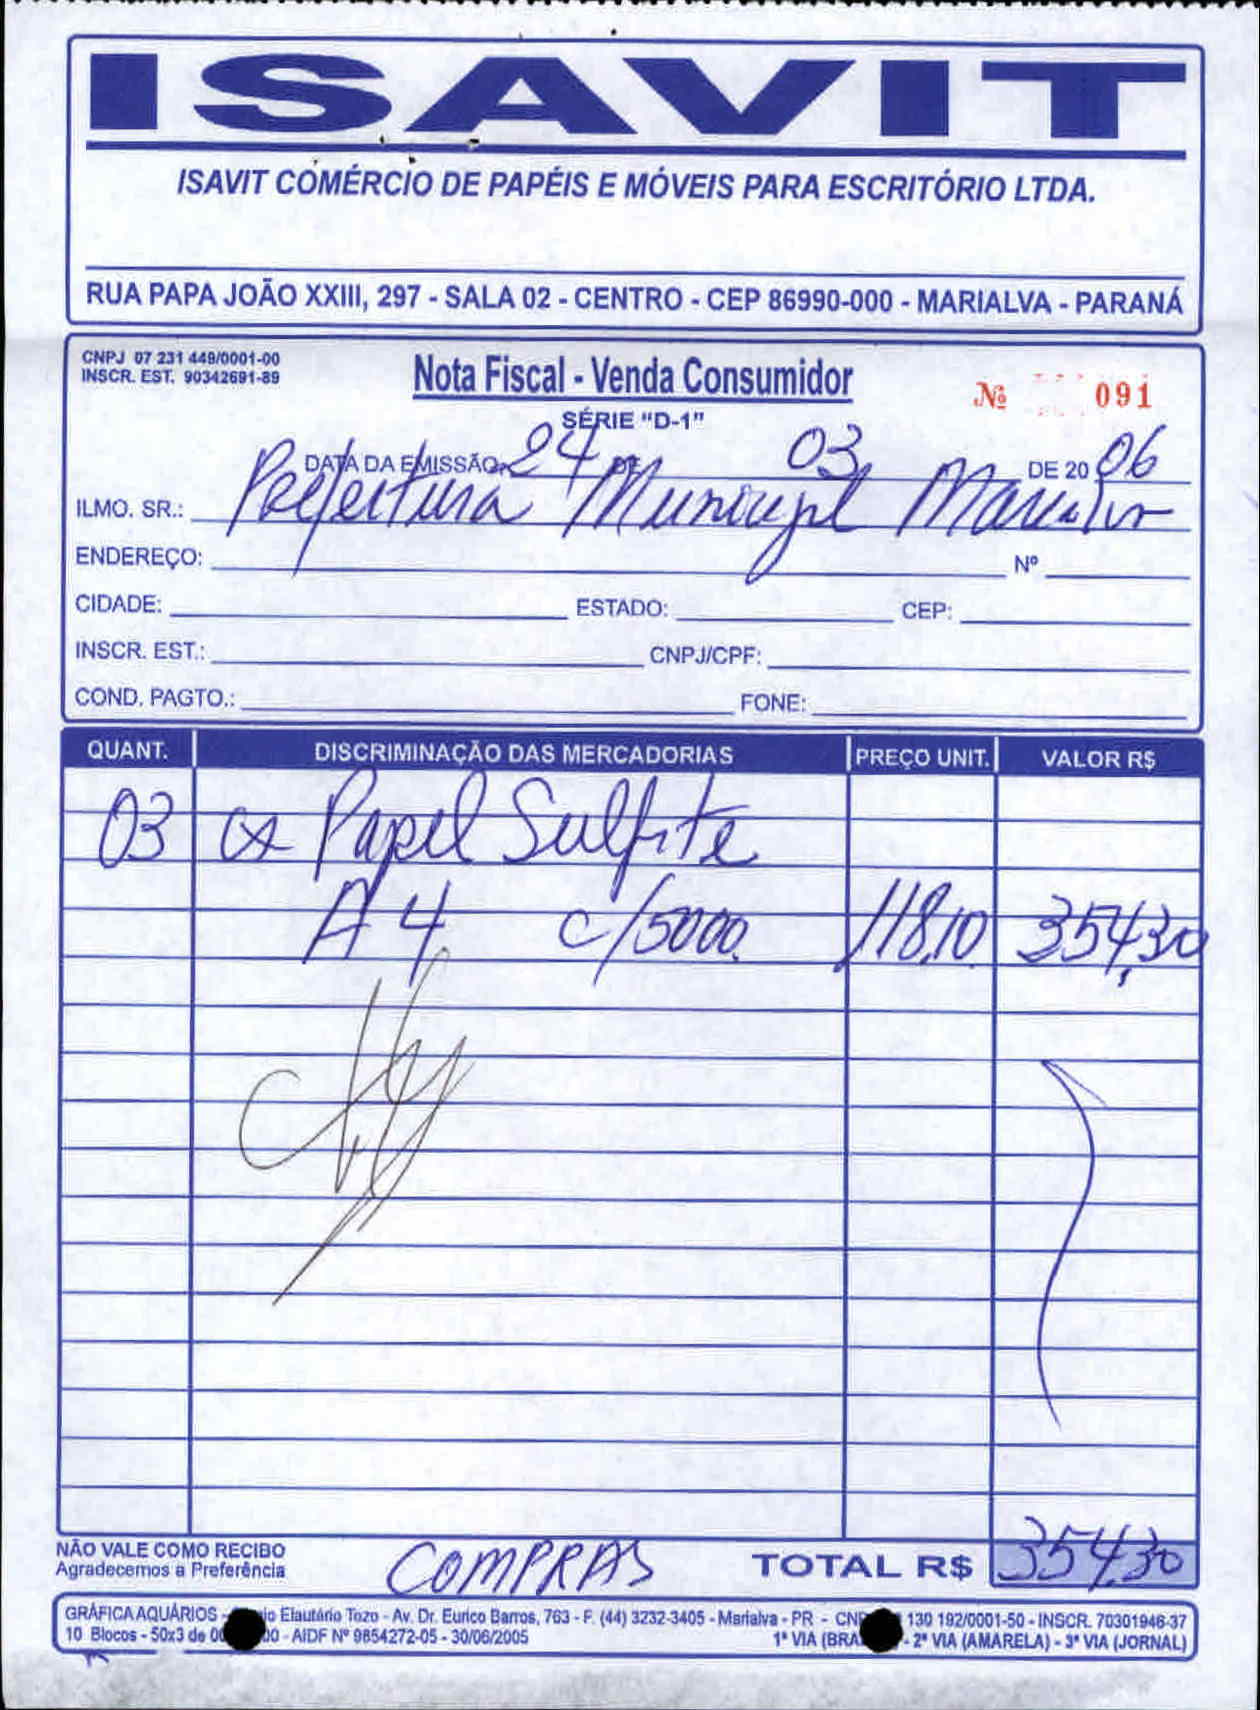 ISAVIT
ISAVIT COMÉRCIO DE PAPÉIS E MÓVEIS PARA ESCRITÓRIO LTDA.
RUA PAPA JOÃO XXIII, 297 - SALA 02 - CENTRO - CEP 86990-000 - MARIALVA - PARANÁ
CNPJ 07 231 449/0001-00
INSCR. EST. 90342691-89
Nota Fiscal - Venda Consumidor
Nº 091
SÉRIE "D-1"
DATA DA EMISSÃO 24 DE 03 DE 20 06
ILMO. SR.: Prefeitura Municipal Marialva
ENDEREÇO: Nº
CIDADE: ESTADO: CEP:
INSCR. EST.: CNPJ/CPF:
COND. PAGTO.: FONE:
QUANT. DISCRIMINAÇÃO DAS MERCADORIAS PREÇO UNIT. VALOR R$
03 cx Papel Sulfite
A4 c/5000. 118,10 354,30
NÃO VALE COMO RECIBO
Agradecemos a Preferência
COMPRAS
TOTAL R$ 354,30
GRÁFICA AQUÁRIOS - Elautério Tozo - Av. Dr. Eurico Barros, 763 - F. (44) 3232-3405 - Marialva - PR - 130 192/0001-50 - INSCR. 70301946-37
10 Blocos - 50x3 de - AIDF Nº 9854272-05 - 30/06/2005 1ª VIA - 2ª VIA (AMARELA) - 3ª VIA (JORNAL)